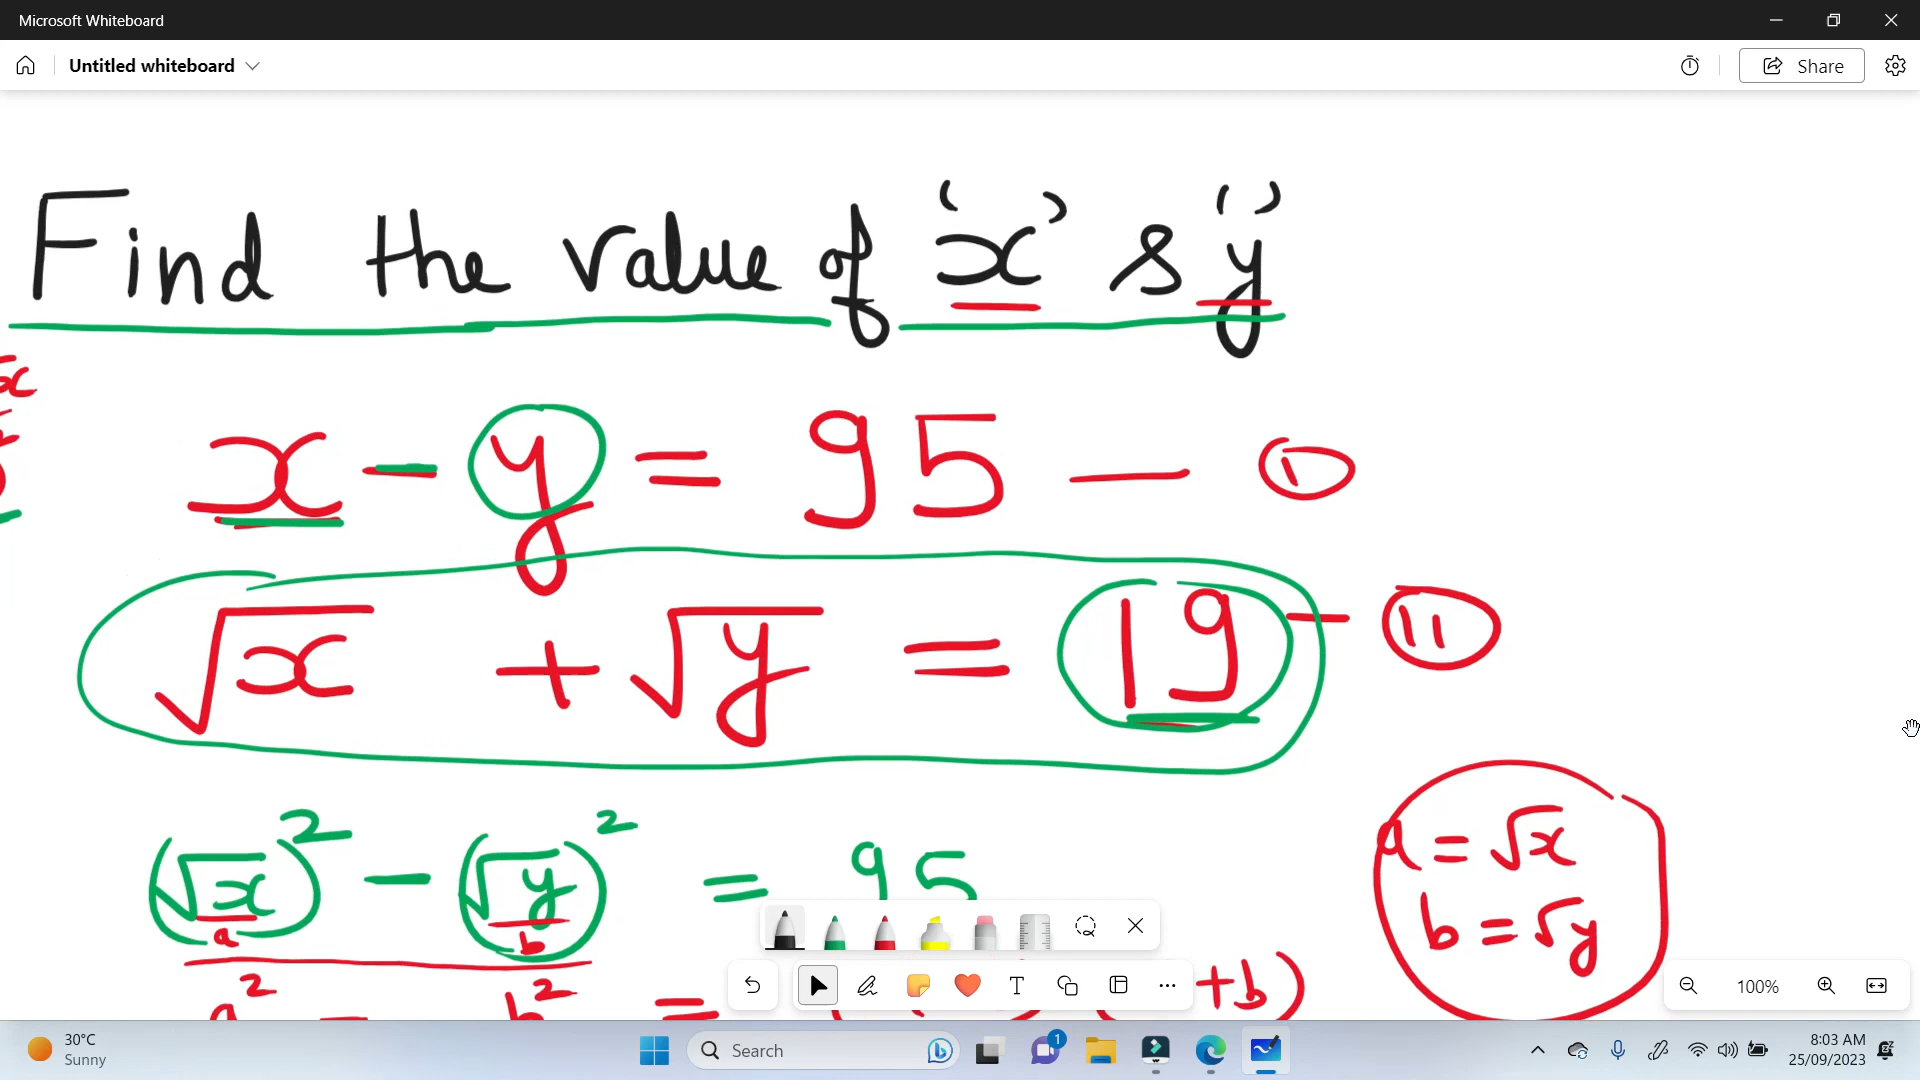 Microsoft Whiteboard
Untitled whiteboard
Share
Find the value of 'x' & 'y'
x - y = 95 — ①
√x + √y = 19 — ⑪
(√x)² - (√y)² = 95
a b
a² - b² =
+b)
a = √x
b = √y
100%
30°C
Sunny
Search
1
8:03 AM
25/09/2023